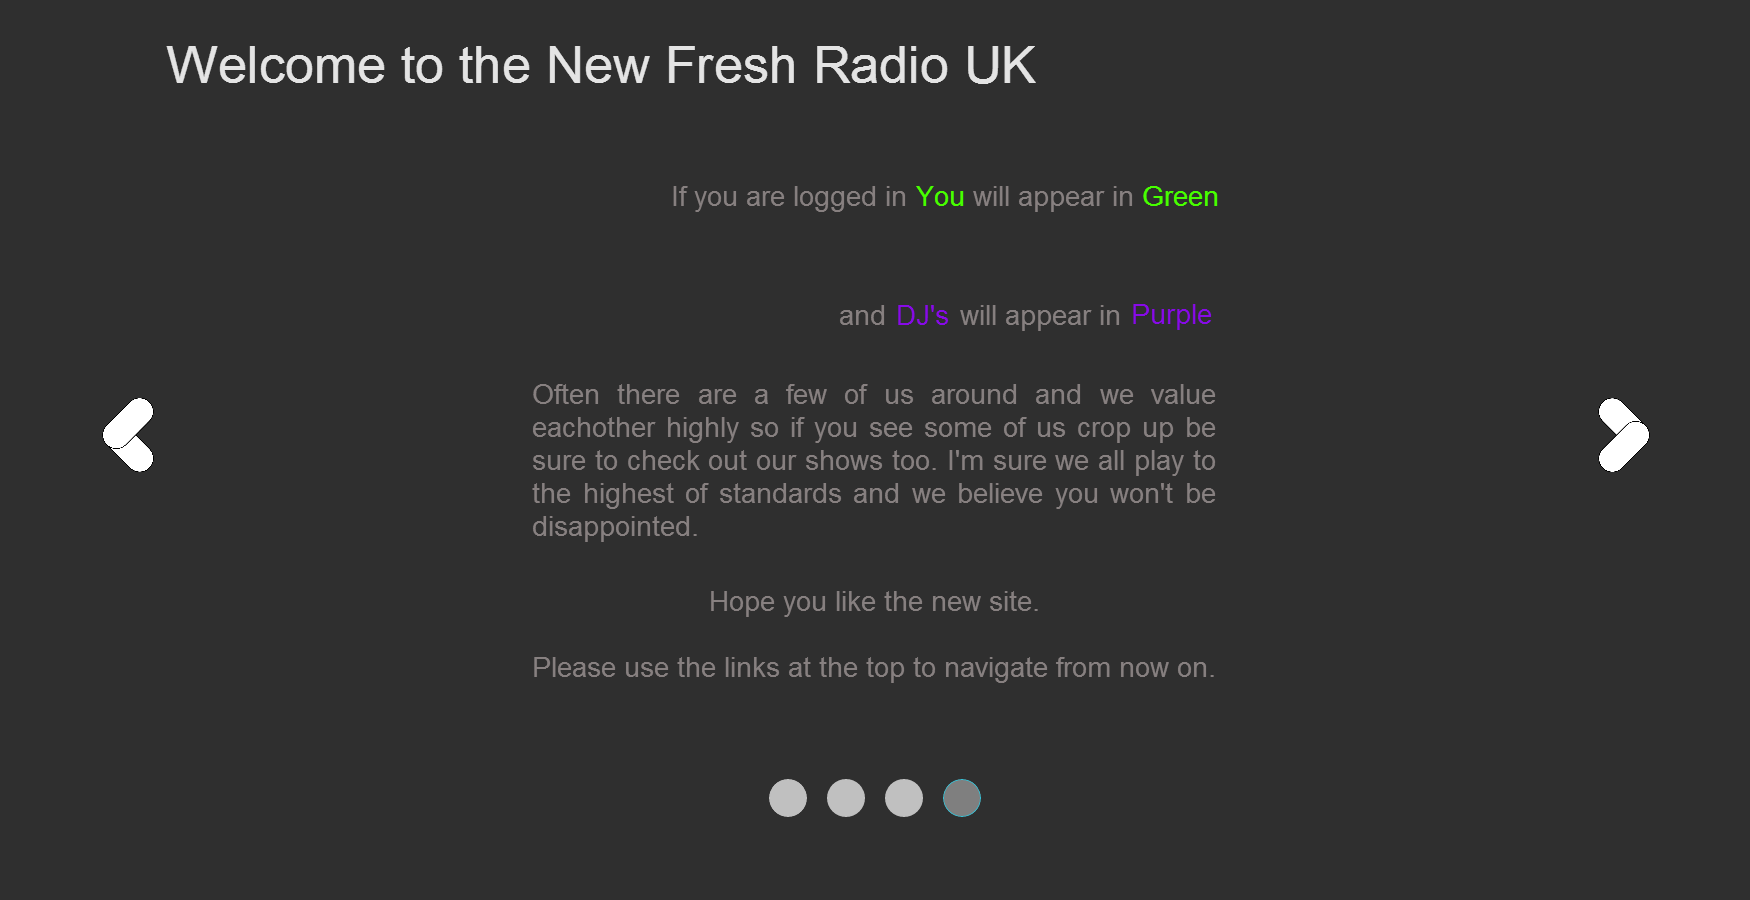 Welcome to the New Fresh Radio UK
If you are logged in You will appear in Green
and DJ's will appear in Purple
Often there are a few of us around and we value
eachother highly so if you see some of us crop up be
sure to check out our shows too. I'm sure we all play to
the highest of standards and we believe you won't be
disappointed.
Hope you like the new site.
Please use the links at the top to navigate from now on.